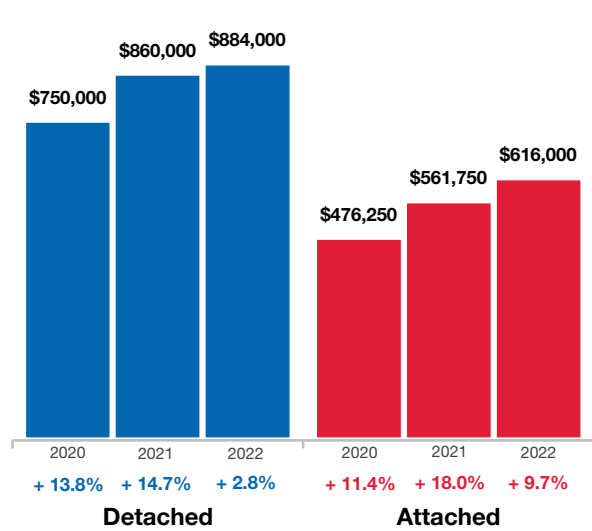 $750,000
$860,000
$884,000
$476,250
$561,750
$616,000
2020 2021 2022 2020 2021 2022
+ 13.8% + 14.7% + 2.8% + 11.4% + 18.0% + 9.7%
Detached Attached